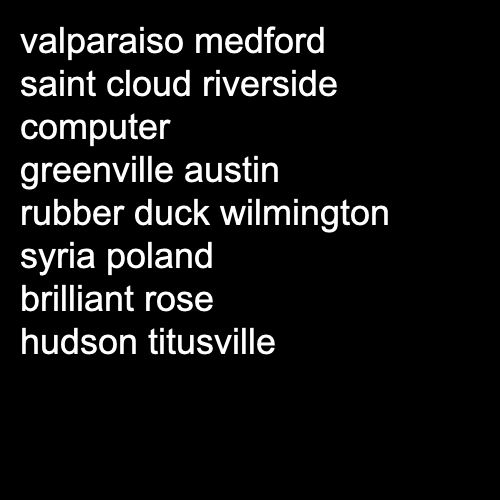 valparaiso medford
saint cloud riverside
computer
greenville austin
rubber duck wilmington
syria poland
brilliant rose
hudson titusville